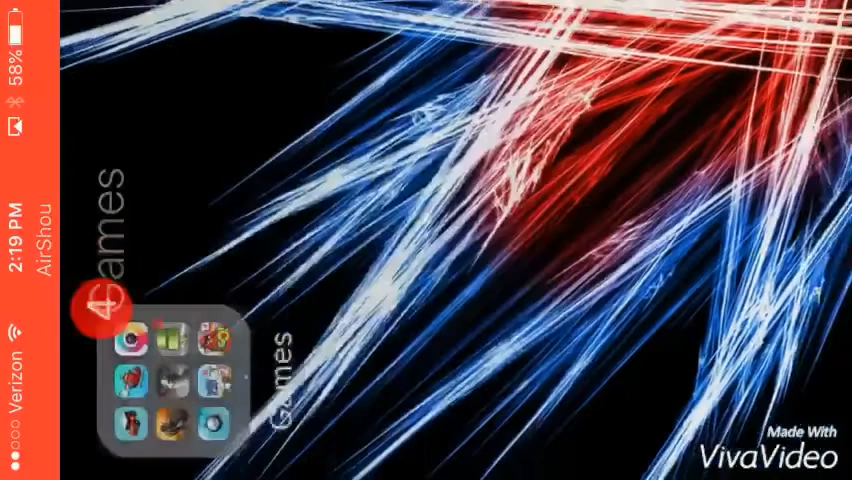 Verizon
2:19 PM
58%
AirShou
Games
4
Games
Made With
VivaVideo